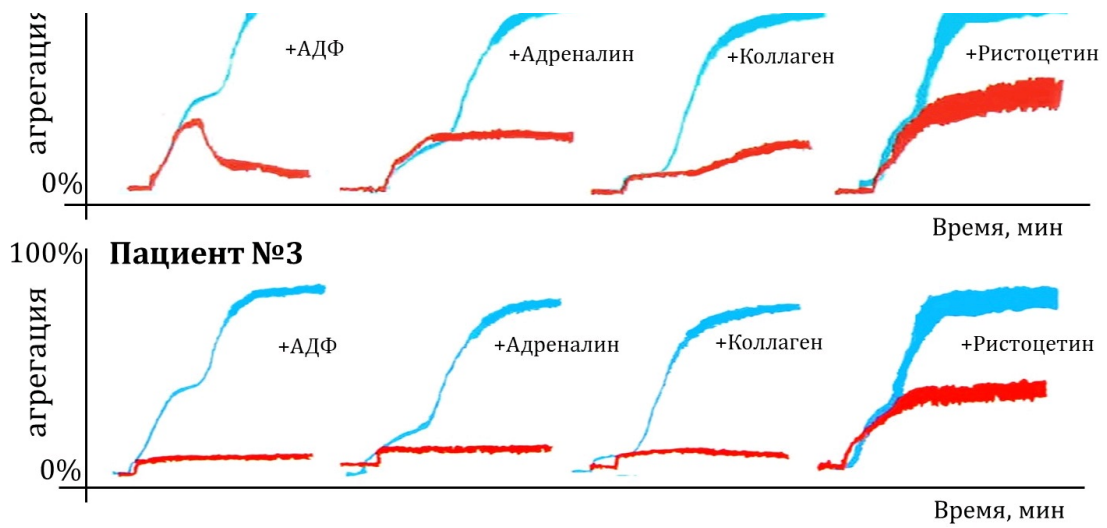 агрегация
+АДФ
+Адреналин
+Коллаген
+Ристоцетин
0%
Время, мин
100%
Пациент №3
агрегация
+АДФ
+Адреналин
+Коллаген
+Ристоцетин
0%
Время, мин